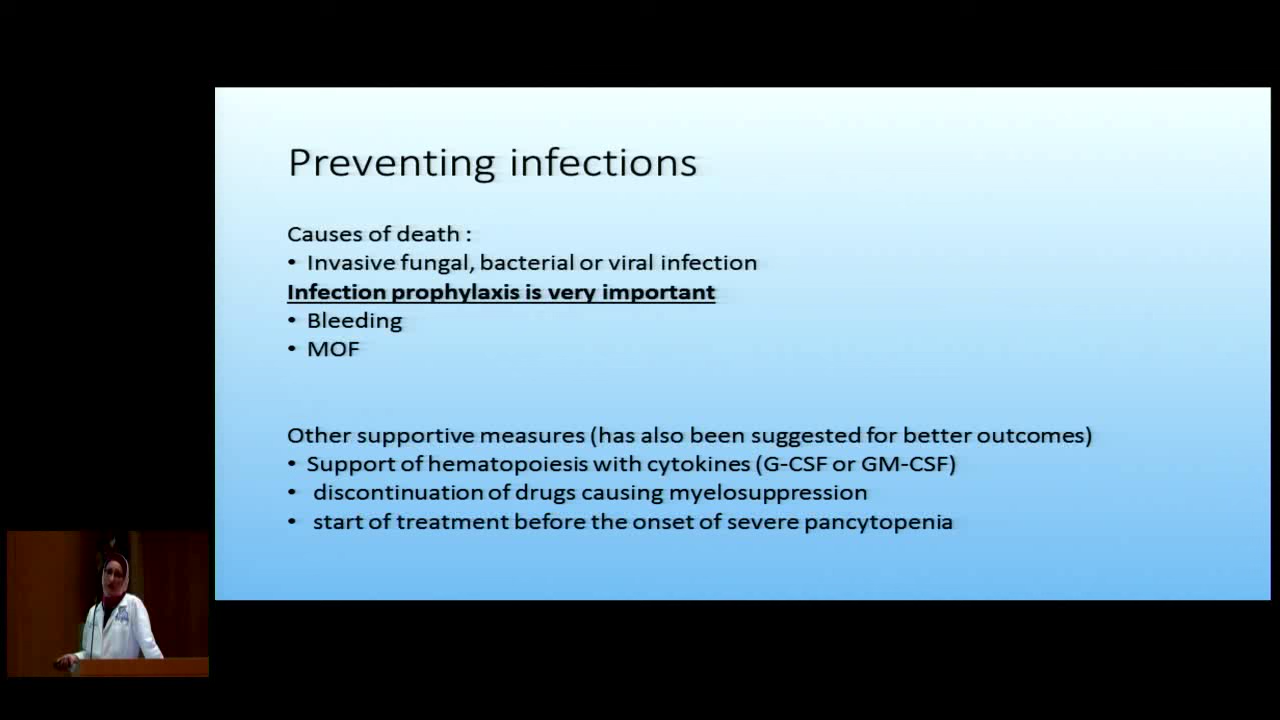 Preventing infections
Causes of death :
• Invasive fungal, bacterial or viral infection
Infection prophylaxis is very important
• Bleeding
• MOF
Other supportive measures (has also been suggested for better outcomes)
• Support of hematopoiesis with cytokines (G-CSF or GM-CSF)
• discontinuation of drugs causing myelosuppression
• start of treatment before the onset of severe pancytopenia